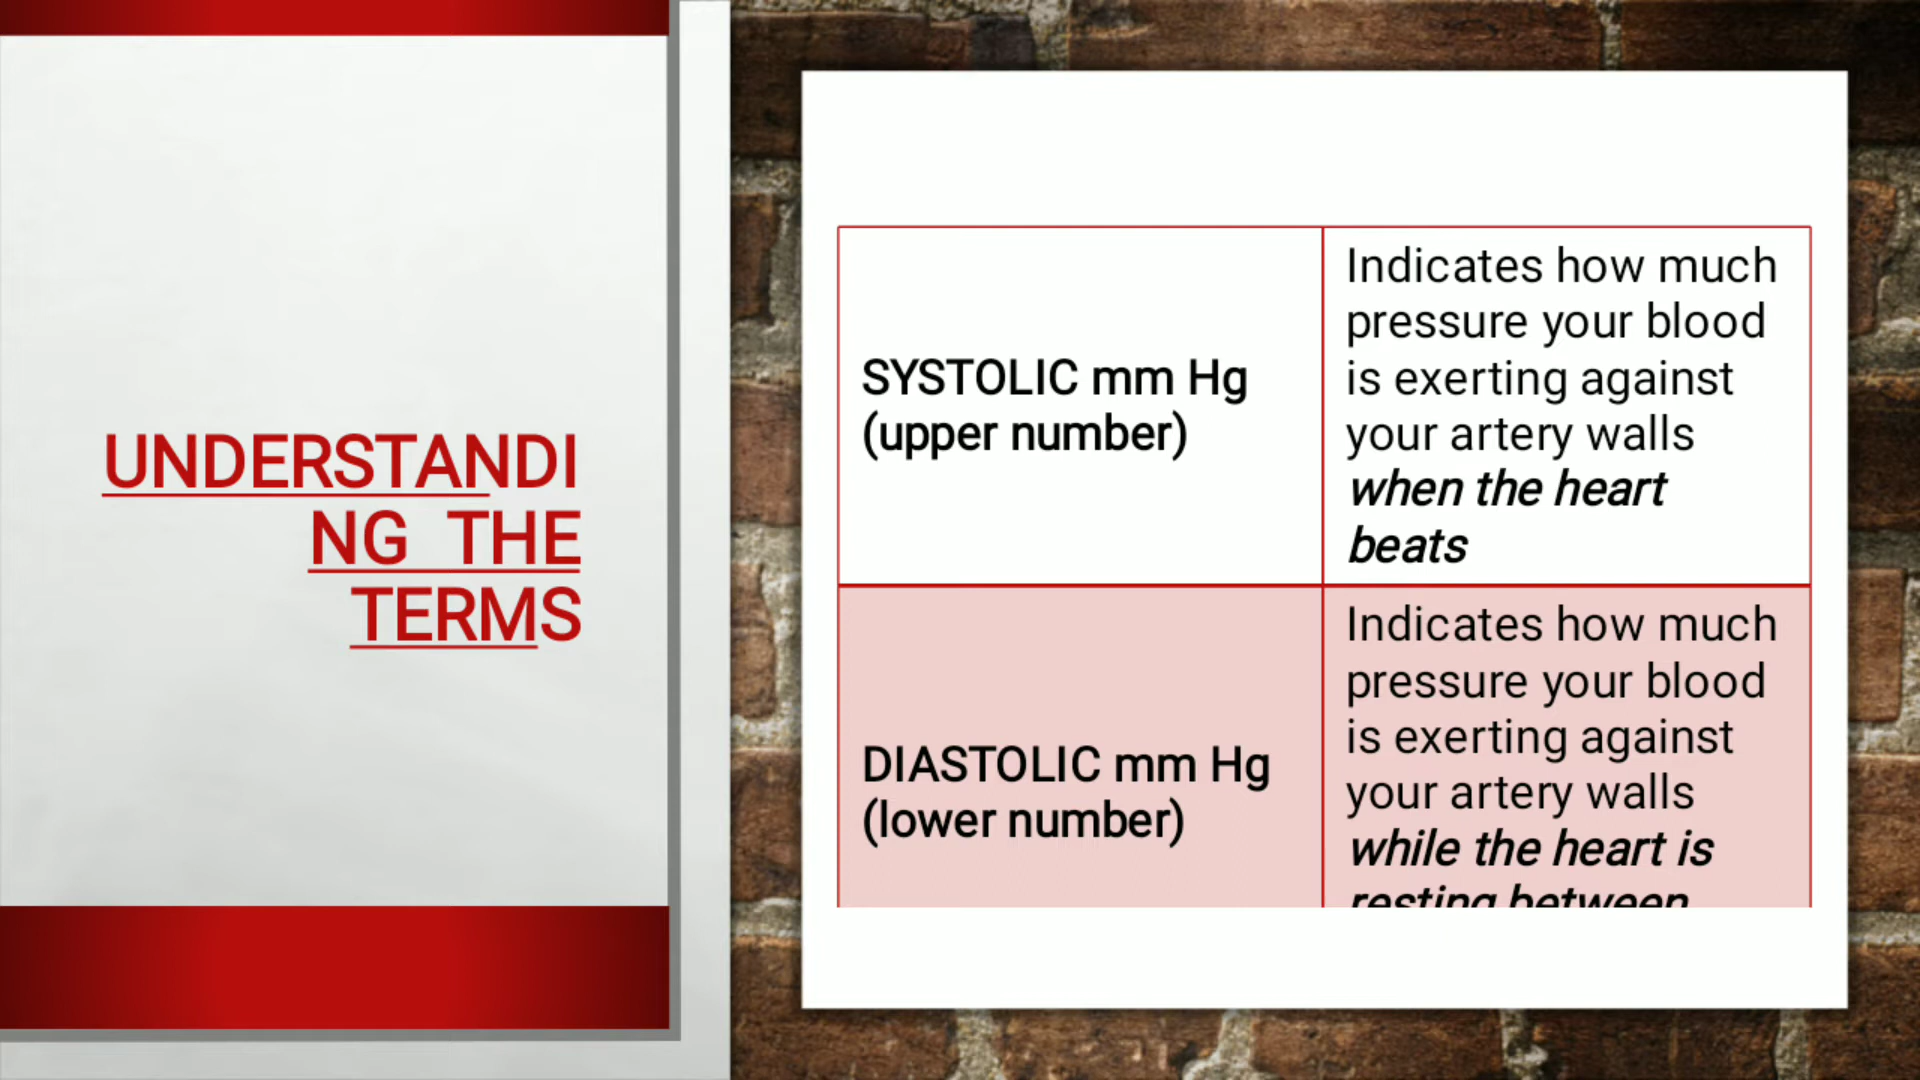 UNDERSTANDI
NG THE
TERMS
SYSTOLIC mm Hg
(upper number)
Indicates how much
pressure your blood
is exerting against
your artery walls
when the heart
beats
DIASTOLIC mm Hg
(lower number)
Indicates how much
pressure your blood
is exerting against
your artery walls
while the heart is
resting between